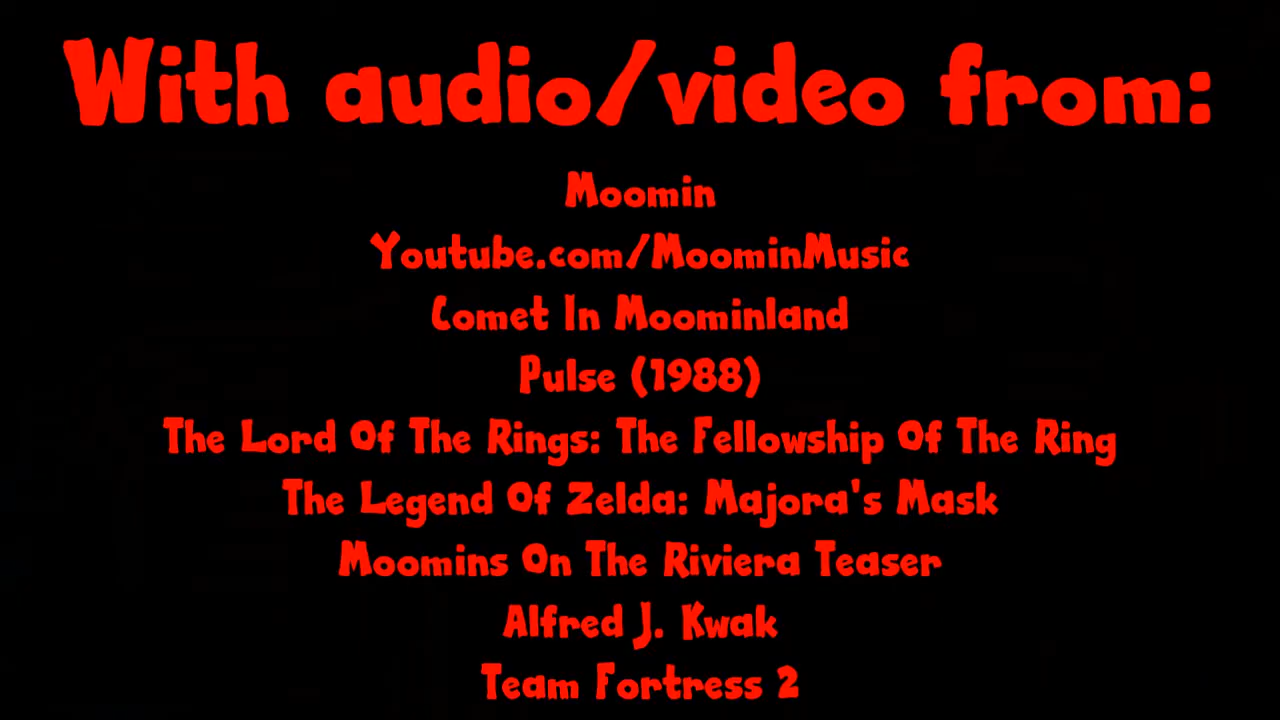 With audio/video from:
Moomin
Youtube.com/MoominMusic
Comet In Moominland
Pulse (1988)
The Lord Of The Rings: The Fellowship Of The Ring
The Legend Of Zelda: Majora's Mask
Moomins On The Riviera Teaser
Alfred J. Kwak
Team Fortress 2